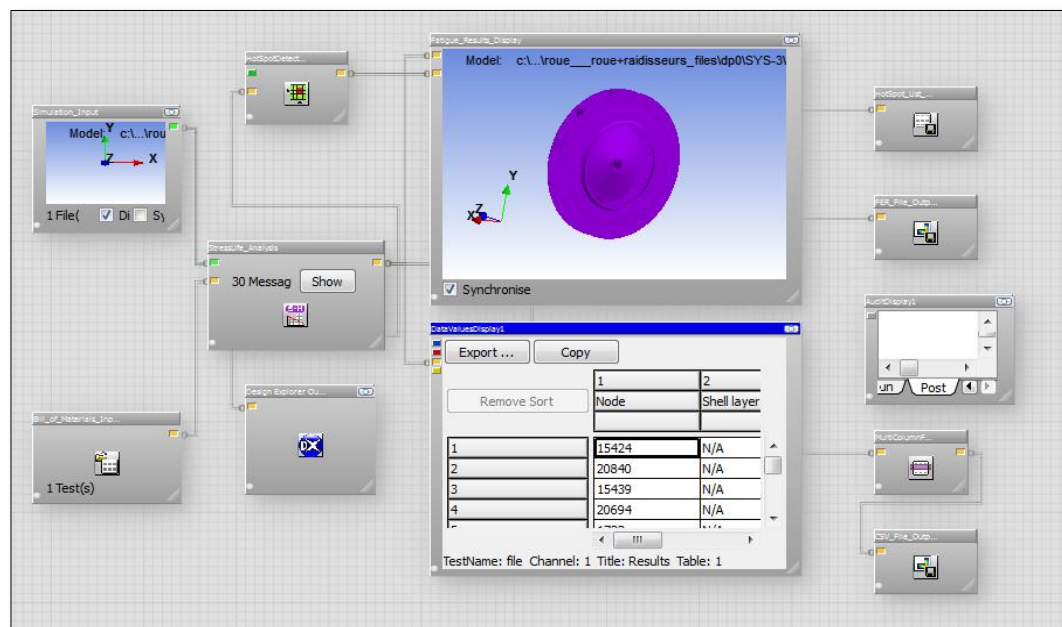 Fatigue_Results_Display
Model: c:\...\roue___roue+raidisseurs_files\dp0\SYS-3\
Y
Z
X
Synchronise
HotSpotDetect...
Simulation_Input
Model: c:\...\rou
Y
Z
X
1 File(
Di
Sy
StressLife_Analysis
30 Messag
Show
Bill_of_Materials_Inp...
1 Test(s)
Design Explorer Ou...
DX
DataValuesDisplay1
Export ...
Copy
Remove Sort
1
2
Node
Shell layer
1
15424
N/A
2
20840
N/A
3
15439
N/A
4
20694
N/A
TestName: file Channel: 1 Title: Results Table: 1
HotSpot_List_...
FER_File_Outp...
AuditDisplay1
un
Post
MultiColumnF...
CSV_File_Outp...